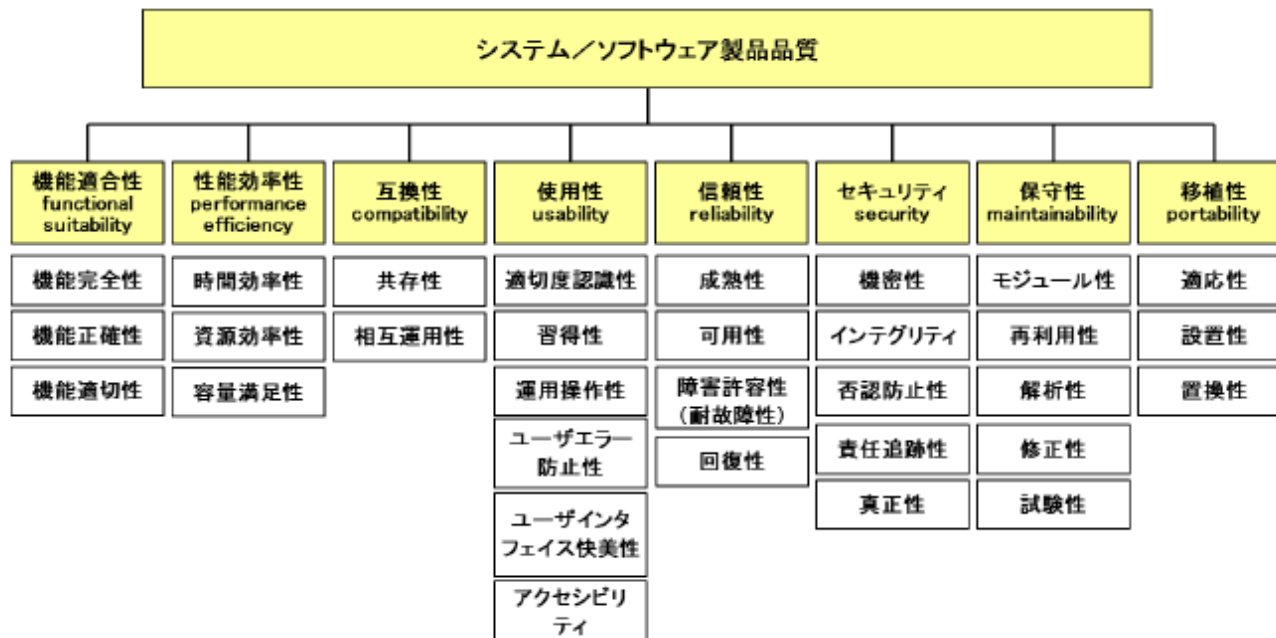 システム／ソフトウェア製品品質
機能適合性
functional
suitability
性能効率性
performance
efficiency
互換性
compatibility
使用性
usability
信頼性
reliability
セキュリティ
security
保守性
maintainability
移植性
portability
機能完全性
機能正確性
機能適切性
時間効率性
資源効率性
容量満足性
共存性
相互運用性
適切度認識性
習得性
運用操作性
ユーザエラー
防止性
ユーザインタ
フェイス快美性
アクセシビリ
ティ
成熟性
可用性
障害許容性
（耐故障性）
回復性
機密性
インテグリティ
否認防止性
責任追跡性
真正性
モジュール性
再利用性
解析性
修正性
試験性
適応性
設置性
置換性